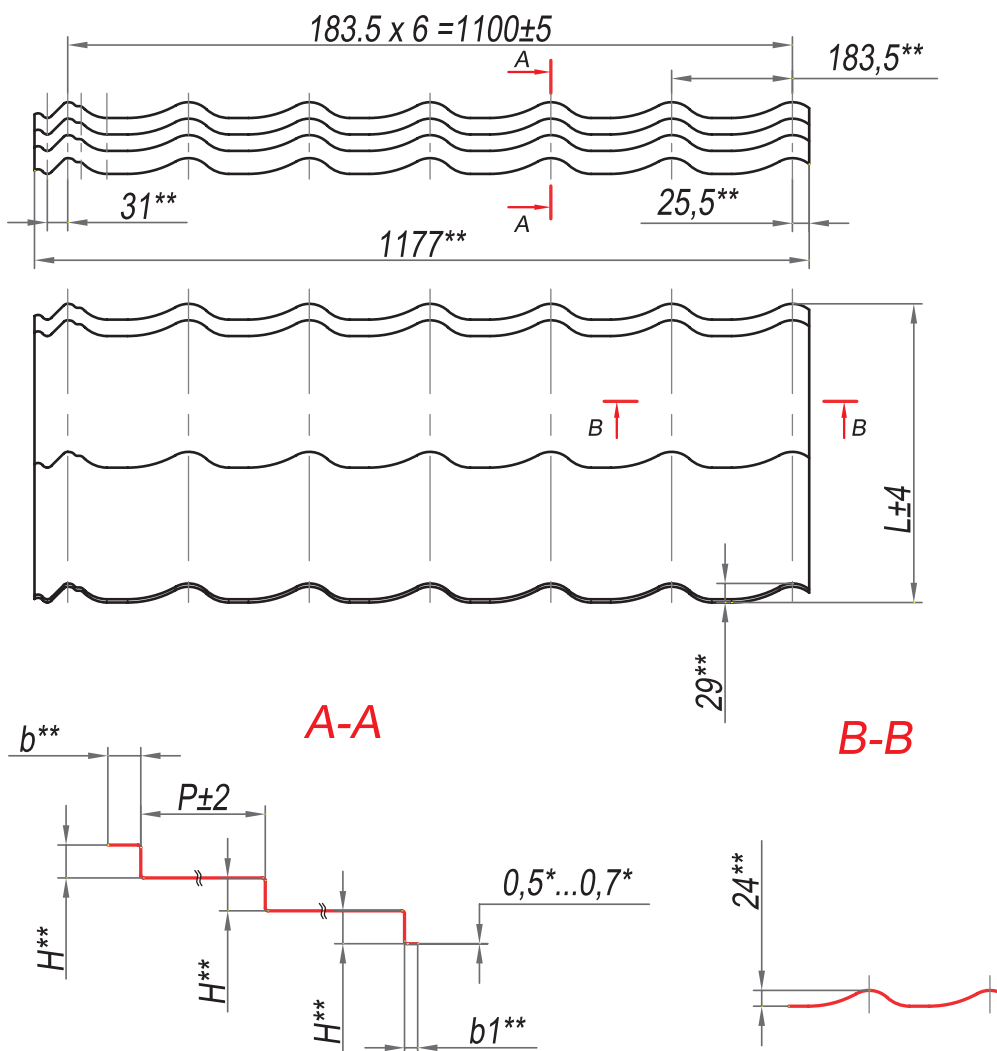 183.5 x 6 =1100±5
A
183,5**
31**
A
25,5**
1177**
B
B
L±4
29**
A-A
B-B
b**
P±2
24**
0,5*...0,7*
H**
H**
H**
b1**